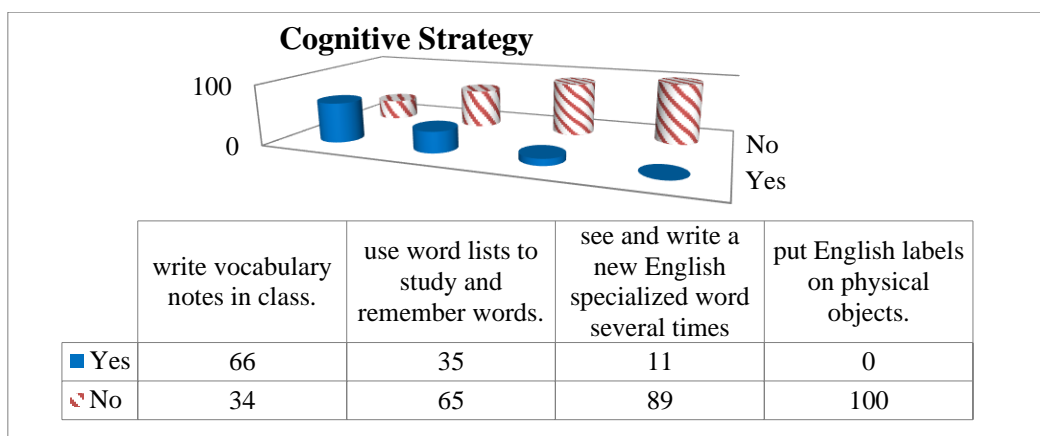 Cognitive Strategy
100
0
No
Yes
write vocabulary
notes in class.
use word lists to
study and
remember words.
see and write a
new English
specialized word
several times
put English labels
on physical
objects.
Yes 66 35 11 0
No 34 65 89 100